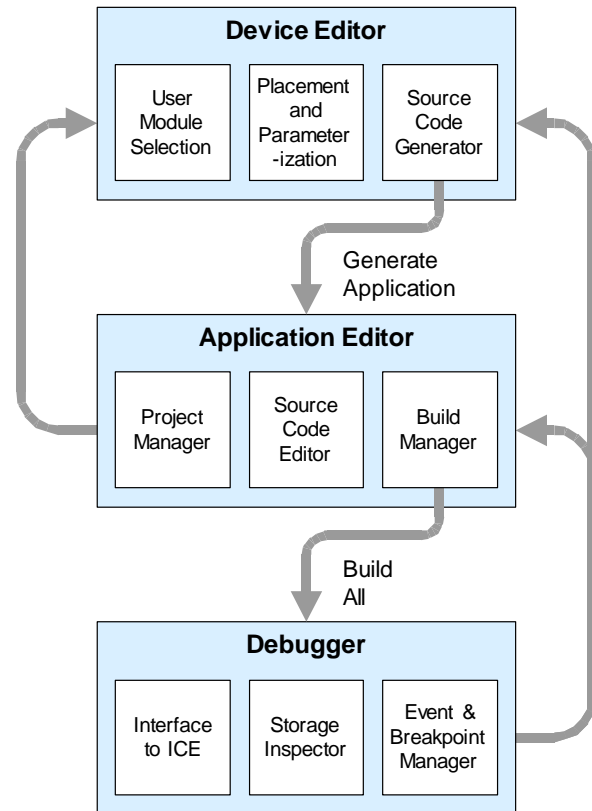 Device Editor
User
Module
Selection
Placement
and
Parameter
-ization
Source
Code
Generator
Generate
Application
Application Editor
Project
Manager
Source
Code
Editor
Build
Manager
Build
All
Debugger
Interface
to ICE
Storage
Inspector
Event &
Breakpoint
Manager